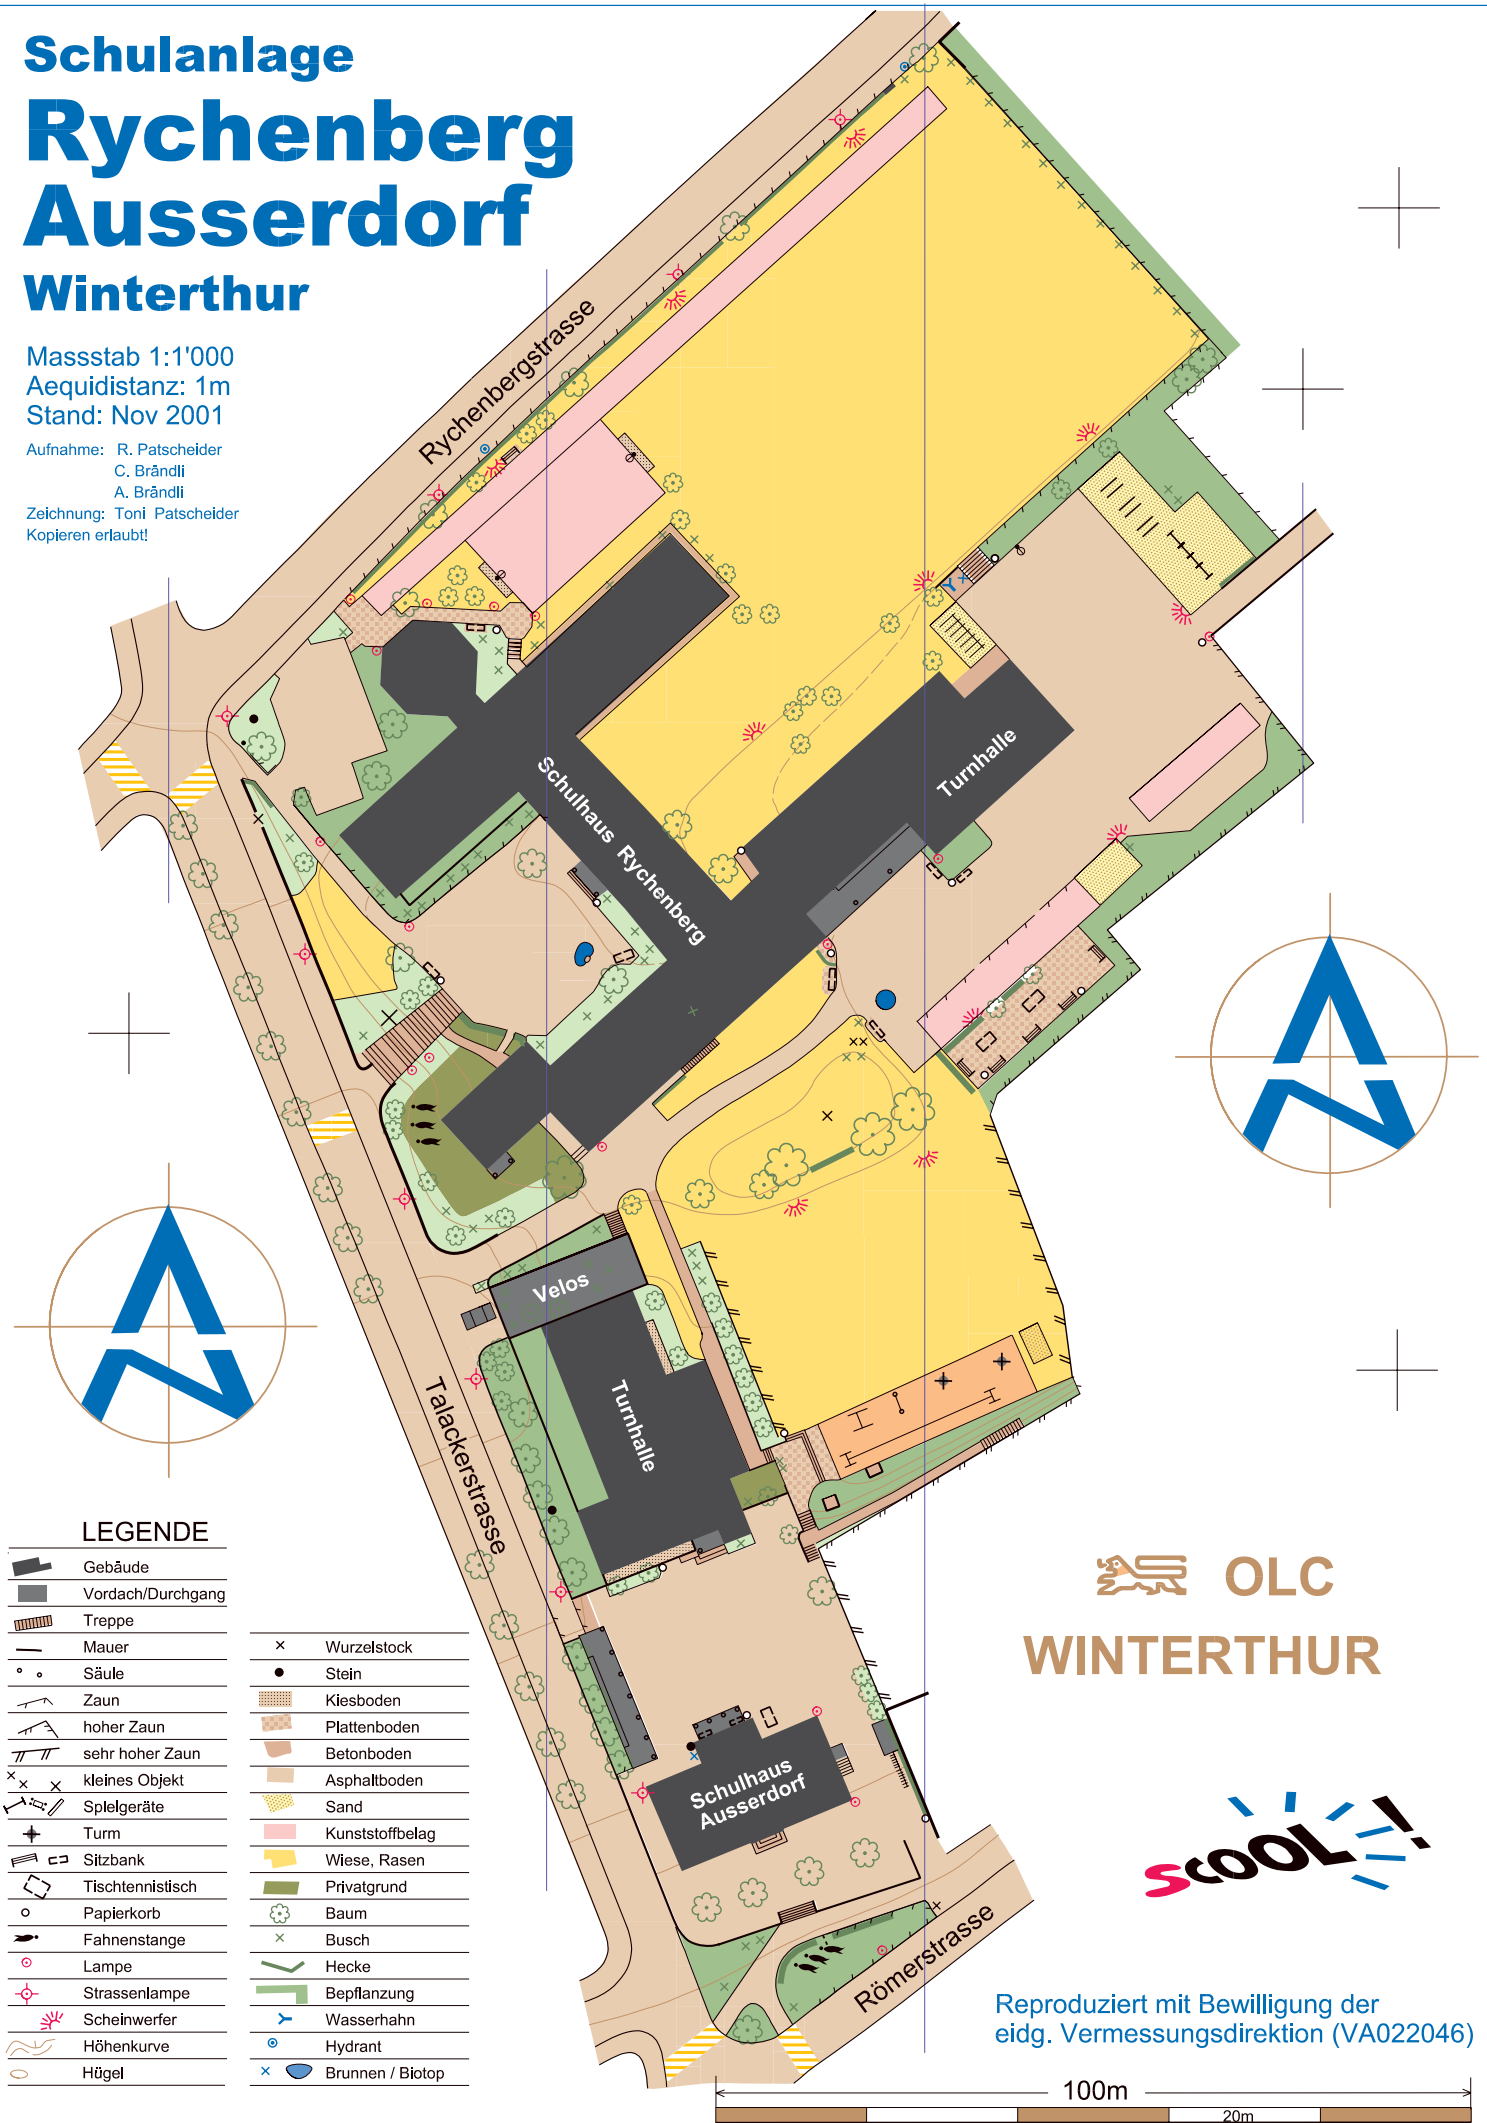 Schulanlage
Rychenberg
Ausserdorf
Winterthur
Massstab 1:1'000
Aequidistanz: 1m
Stand: Nov 2001
Aufnahme: R. Patscheider
C. Brändli
A. Brändli
Zeichnung: Toni Patscheider
Kopieren erlaubt!
Rychenbergstrasse
Schulhaus Rychenberg
Turnhalle
Velos
Turnhalle
Talackerstrasse
Schulhaus
Ausserdorf
Römerstrasse
LEGENDE
Gebäude
Vordach/Durchgang
Treppe
Mauer
Säule
Zaun
hoher Zaun
sehr hoher Zaun
kleines Objekt
Spielgeräte
Turm
Sitzbank
Tischtennistisch
Papierkorb
Fahnenstange
Lampe
Strassenlampe
Scheinwerfer
Höhenkurve
Hügel
Wurzelstock
Stein
Kiesboden
Plattenboden
Betonboden
Asphaltboden
Sand
Kunststoffbelag
Wiese, Rasen
Privatgrund
Baum
Busch
Hecke
Bepflanzung
Wasserhahn
Hydrant
Brunnen / Biotop
OLC
WINTERTHUR
SCOOL!
Reproduziert mit Bewilligung der
eidg. Vermessungsdirektion (VA022046)
100m
20m